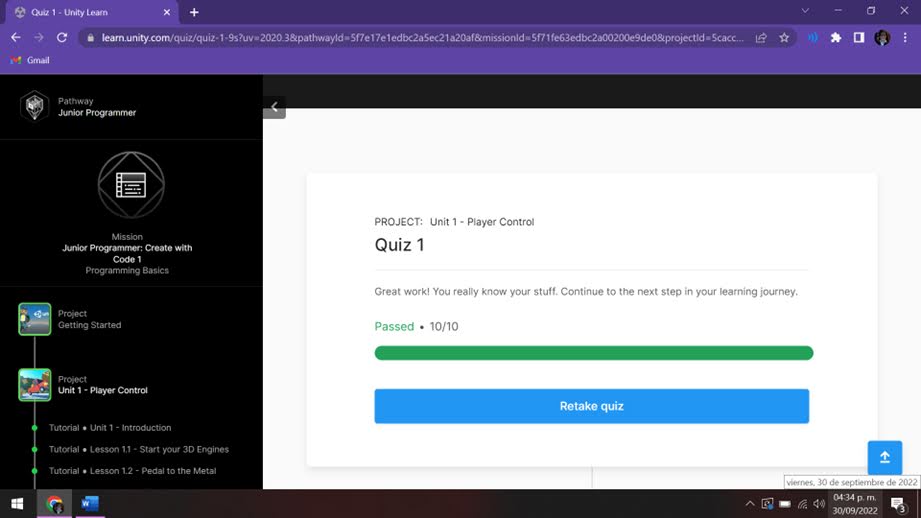 Quiz 1 - Unity Learn
learn.unity.com/quiz/quiz-1-9s?uv=2020.3&pathwayId=5f7e17e1edbc2a5ec21a20af&missionId=5f71fe63edbc2a00200e9de0&projectId=5cacc...
Gmail
Pathway
Junior Programmer
Mission
Junior Programmer: Create with
Code 1
Programming Basics
Project
Getting Started
Project
Unit 1 - Player Control
Tutorial • Unit 1 - Introduction
Tutorial • Lesson 1.1 - Start your 3D Engines
Tutorial • Lesson 1.2 - Pedal to the Metal
PROJECT: Unit 1 - Player Control
Quiz 1
Great work! You really know your stuff. Continue to the next step in your learning journey.
Passed • 10/10
Retake quiz
viernes, 30 de septiembre de 2022
04:34 p. m.
30/09/2022
3